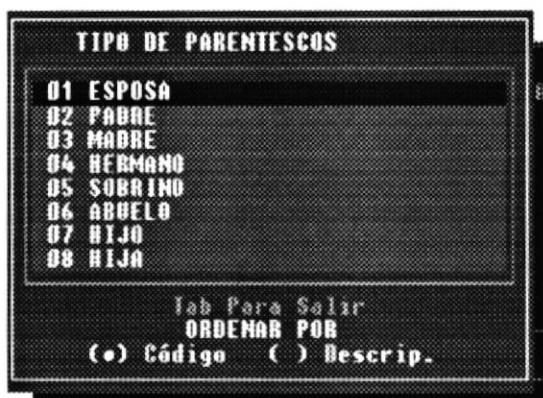 TIPO DE PARENTESCOS
01 ESPOSA
02 PADRE
03 MADRE
04 HERMANO
05 SOBRINO
06 ABUELO
07 HIJO
08 HIJA
Tab Para Salir
ORDENAR POR
(•) Código ( ) Descrip.